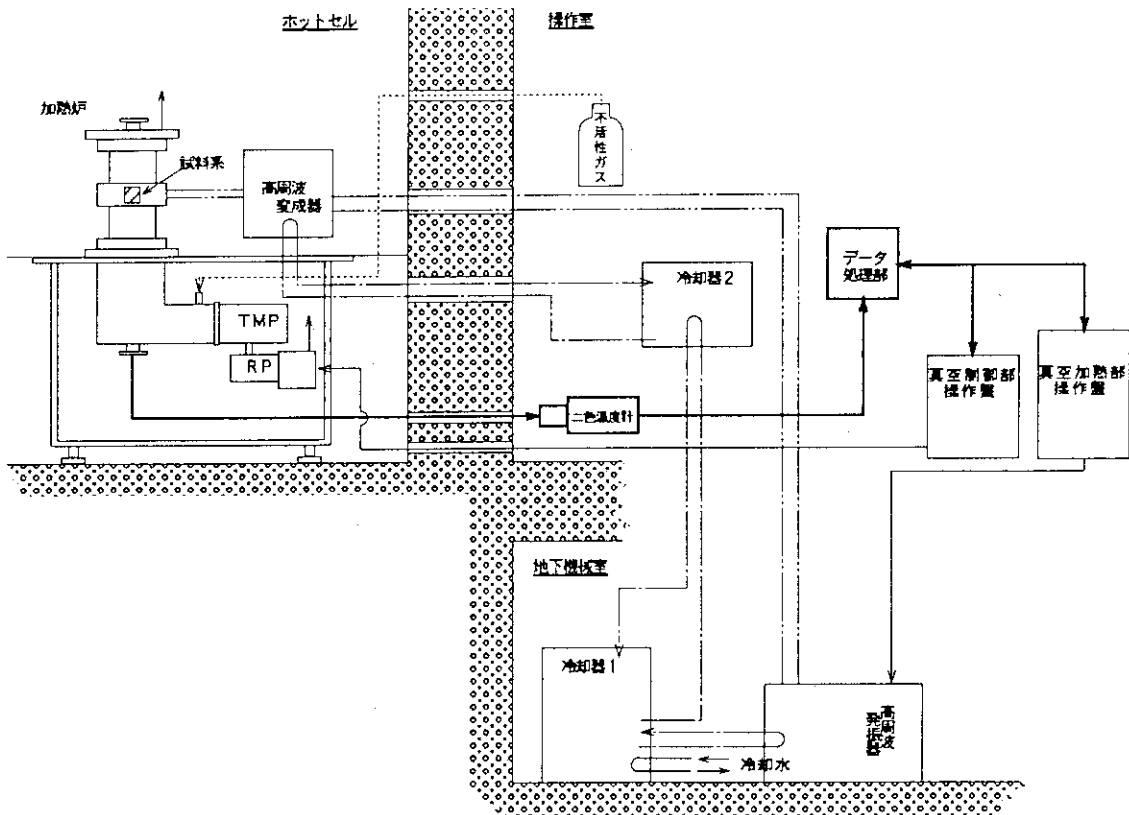 ホットセル
操作室
加熱炉
試料系
高周波
変成器
不活性ガス
冷却器2
データ
処理部
TMP
RP
二色温度計
真空制御部
操作盤
真空加熱部
操作盤
地下機械室
冷却器1
高周波
発振器
冷却水